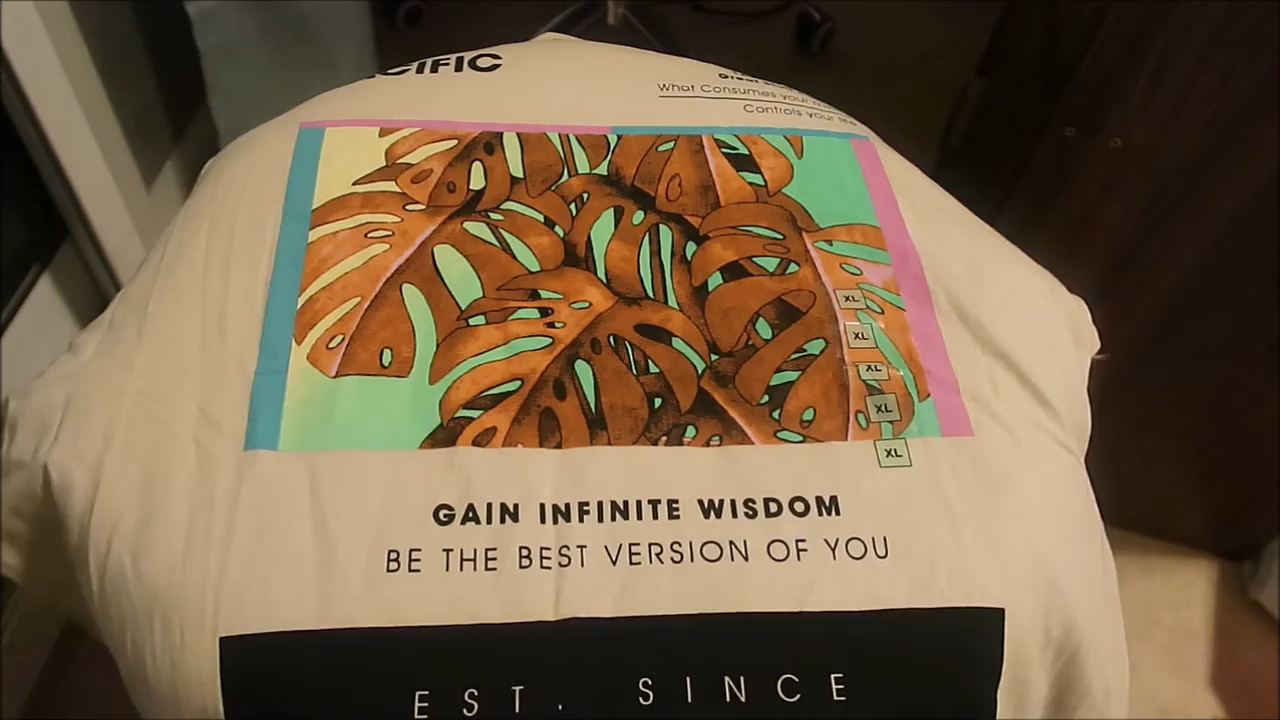 CIFIC
What Consumes your
Controls your life
XL
XL
XL
XL
XL
GAIN INFINITE WISDOM
BE THE BEST VERSION OF YOU
EST. SINCE